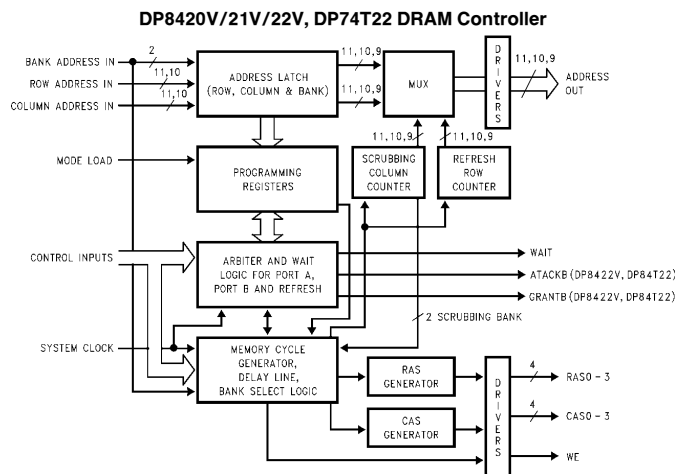 DP8420V/21V/22V, DP74T22 DRAM Controller
BANK ADDRESS IN
2
ROW ADDRESS IN
11,10
COLUMN ADDRESS IN
11,10
ADDRESS LATCH
(ROW, COLUMN & BANK)
11,10,9
11,10,9
MUX
DRIVERS
11,10,9
ADDRESS
OUT
11,10,9
11,10,9
MODE LOAD
PROGRAMMING
REGISTERS
SCRUBBING
COLUMN
COUNTER
REFRESH
ROW
COUNTER
CONTROL INPUTS
ARBITER AND WAIT
LOGIC FOR PORT A,
PORT B AND REFRESH
WAIT
ATACKB (DP8422V, DP84T22)
GRANTB (DP8422V, DP84T22)
2 SCRUBBING BANK
SYSTEM CLOCK
MEMORY CYCLE
GENERATOR,
DELAY LINE,
BANK SELECT LOGIC
RAS
GENERATOR
CAS
GENERATOR
DRIVERS
4
RAS0 - 3
4
CAS0 - 3
WE